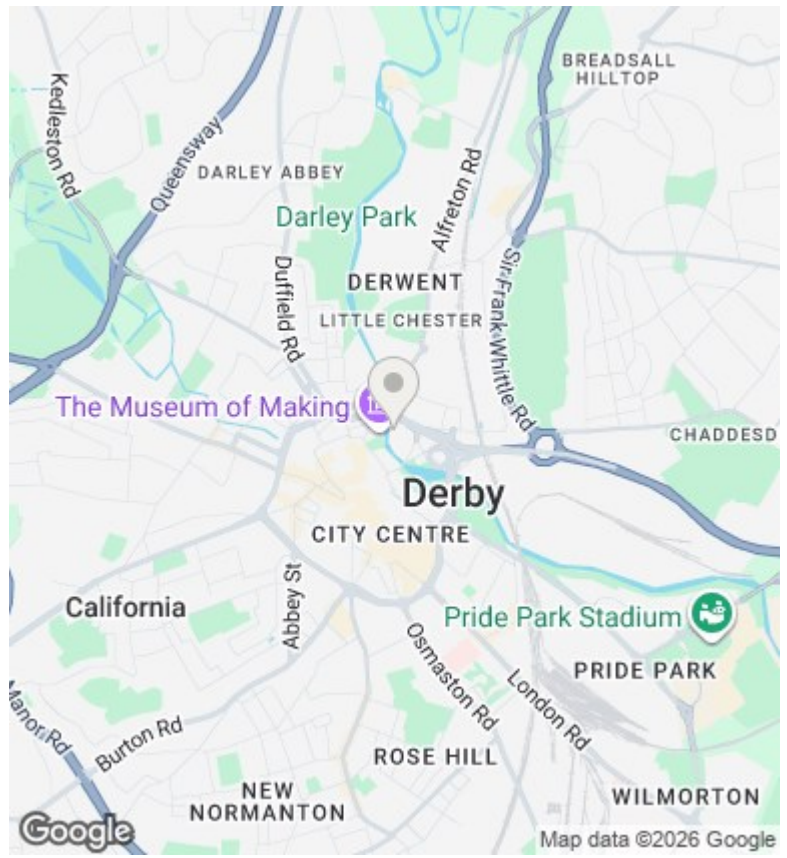 BREADSALL
HILLTOP
Kedleston Rd
Queensway
DARLEY ABBEY
Alfreton Rd
Darley Park
Duffield Rd
DERWENT
Sir Frank Whittle Rd
LITTLE CHESTER
The Museum of Making
CHADDESD
Derby
CITY CENTRE
Abbey St
California
Pride Park Stadium
Osmaston Rd
PRIDE PARK
London Rd
Manor Rd
Burton Rd
ROSE HILL
NEW
NORMANTON
WILMORTON
Google
Map data ©2026 Google